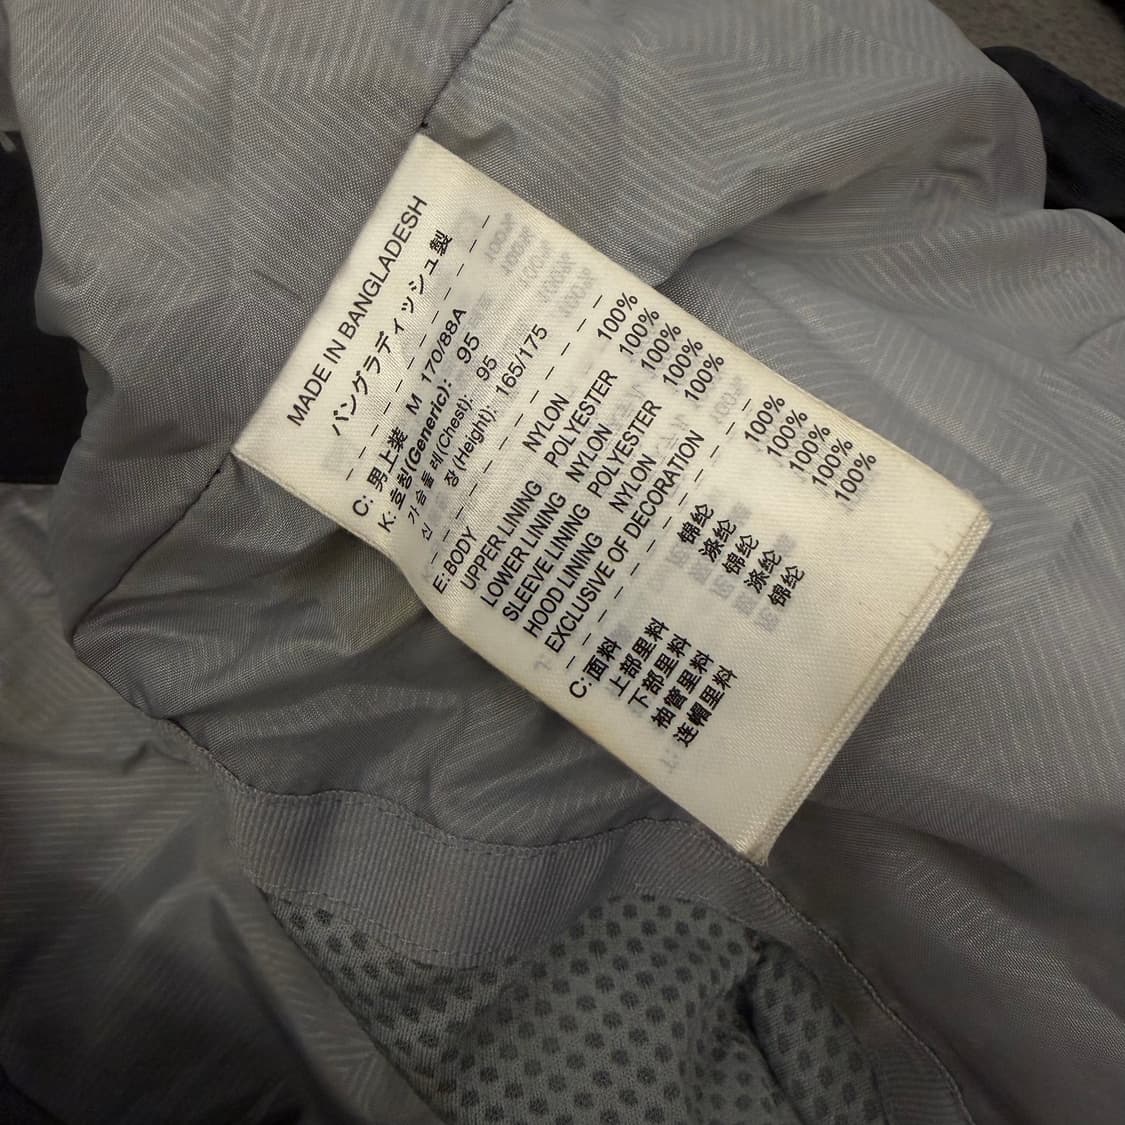 MADE IN BANGLADESH
バングラディッシュ製
C: 男上装 M 170/88A
K: 호칭(Generic): 95
가슴둘레(Chest): 95
신 장(Height): 165/175
E:BODY NYLON 100%
UPPER LINING POLYESTER 100%
LOWER LINING NYLON 100%
SLEEVE LINING POLYESTER 100%
HOOD LINING NYLON 100%
EXCLUSIVE OF DECORATION
C:面料 锦纶 100%
上部里料 涤纶 100%
下部里料 锦纶 100%
袖管里料 涤纶 100%
连帽里料 锦纶 100%